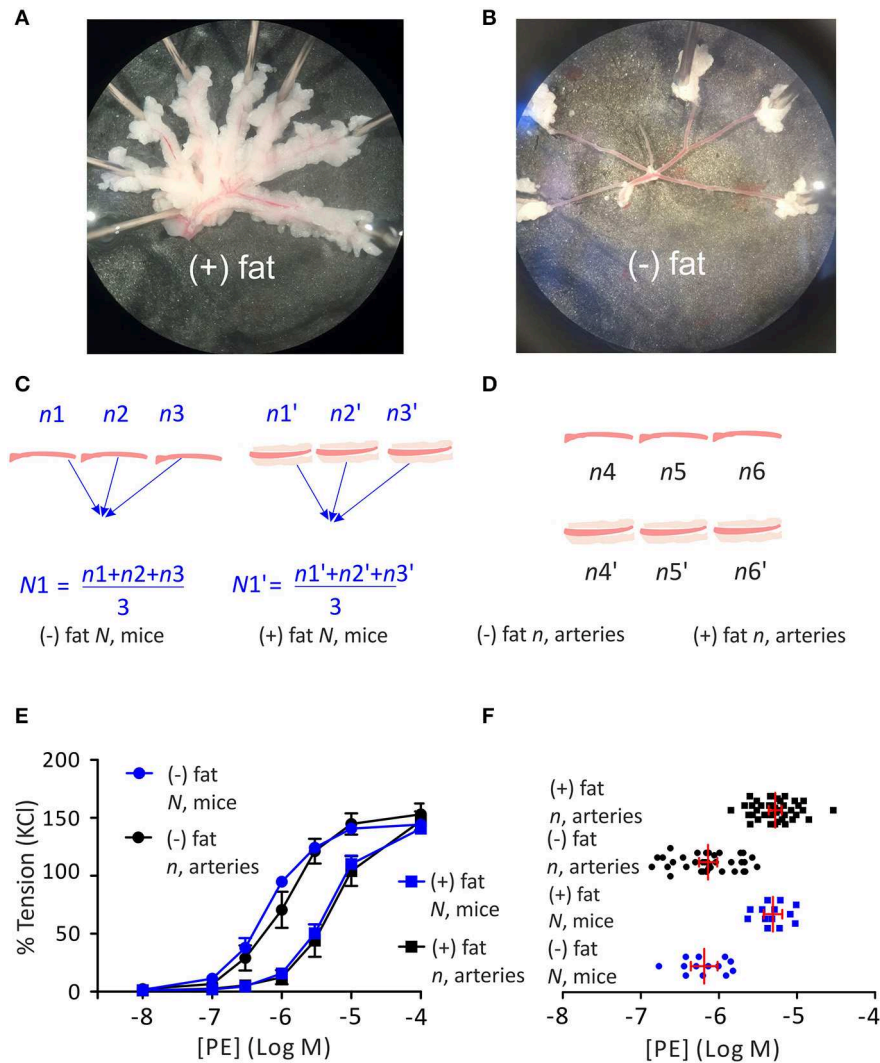 A
B
(+) fat
(-) fat
C
D
n1 n2 n3
n1' n2' n3'
N1 = n1+n2+n3
3
N1'= n1'+n2'+n3'
3
(-) fat N, mice
(+) fat N, mice
n4 n5 n6
n4' n5' n6'
(-) fat n, arteries
(+) fat n, arteries
E
F
% Tension (KCl)
200
150
100
50
0
(-) fat
N, mice
(-) fat
n, arteries
(+) fat
N, mice
(+) fat
n, arteries
-8 -7 -6 -5 -4
[PE] (Log M)
(+) fat
n, arteries
(-) fat
n, arteries
(+) fat
N, mice
(-) fat
N, mice
-8 -7 -6 -5 -4
[PE] (Log M)